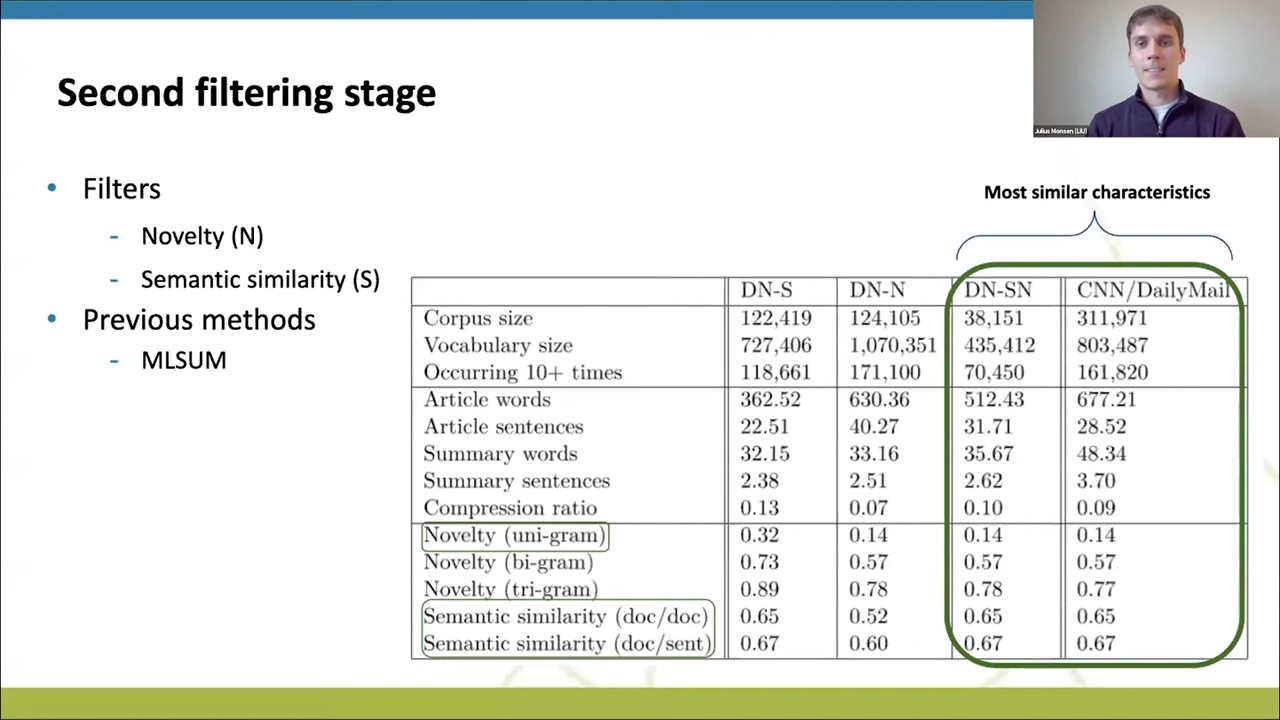 Second filtering stage
Julius Monsen (LiU)
• Filters
- Novelty (N)
- Semantic similarity (S)
• Previous methods
- MLSUM
Most similar characteristics
DN-S DN-N DN-SN CNN/DailyMail
Corpus size 122,419 124,105 38,151 311,971
Vocabulary size 727,406 1,070,351 435,412 803,487
Occurring 10+ times 118,661 171,100 70,450 161,820
Article words 362.52 630.36 512.43 677.21
Article sentences 22.51 40.27 31.71 28.52
Summary words 32.15 33.16 35.67 48.34
Summary sentences 2.38 2.51 2.62 3.70
Compression ratio 0.13 0.07 0.10 0.09
Novelty (uni-gram) 0.32 0.14 0.14 0.14
Novelty (bi-gram) 0.73 0.57 0.57 0.57
Novelty (tri-gram) 0.89 0.78 0.78 0.77
Semantic similarity (doc/doc) 0.65 0.52 0.65 0.65
Semantic similarity (doc/sent) 0.67 0.60 0.67 0.67